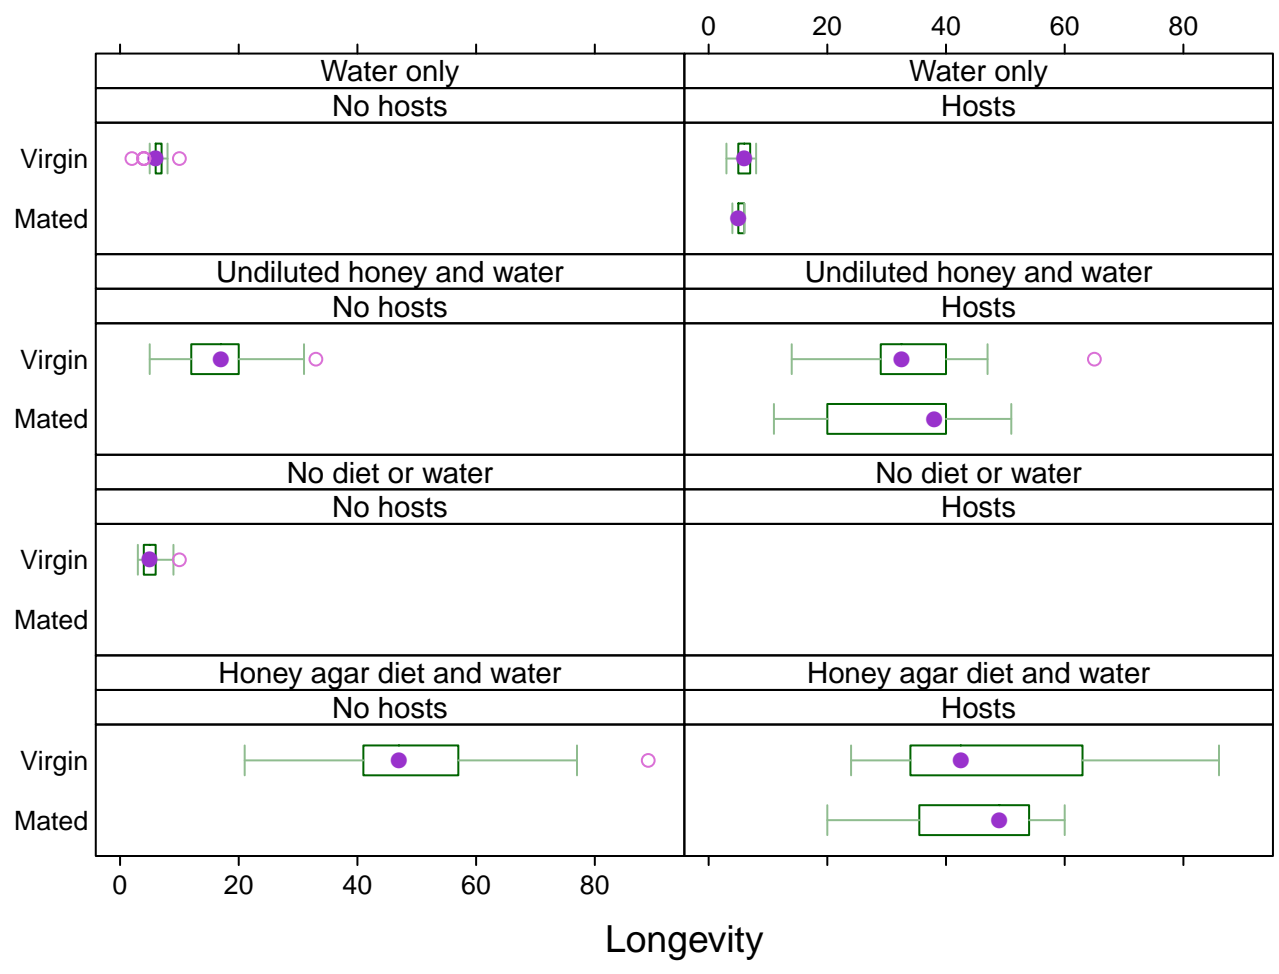 0 20 40 60 80
Water only Water only
No hosts Hosts
Virgin
Mated
Undiluted honey and water Undiluted honey and water
No hosts Hosts
Virgin
Mated
No diet or water No diet or water
No hosts Hosts
Virgin
Mated
Honey agar diet and water Honey agar diet and water
No hosts Hosts
Virgin
Mated
0 20 40 60 80
Longevity